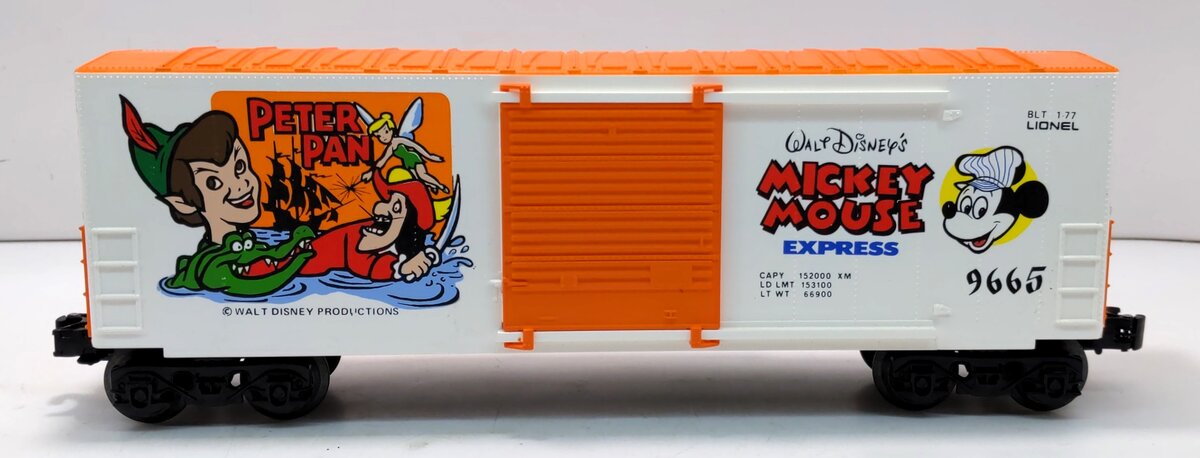 PETER
PAN
© WALT DISNEY PRODUCTIONS
WALT DISNEY'S
MICKEY
MOUSE
EXPRESS
CAPY 152000 XM
LD LMT 153100
LT WT 66900
BLT 1-77
LIONEL
9665